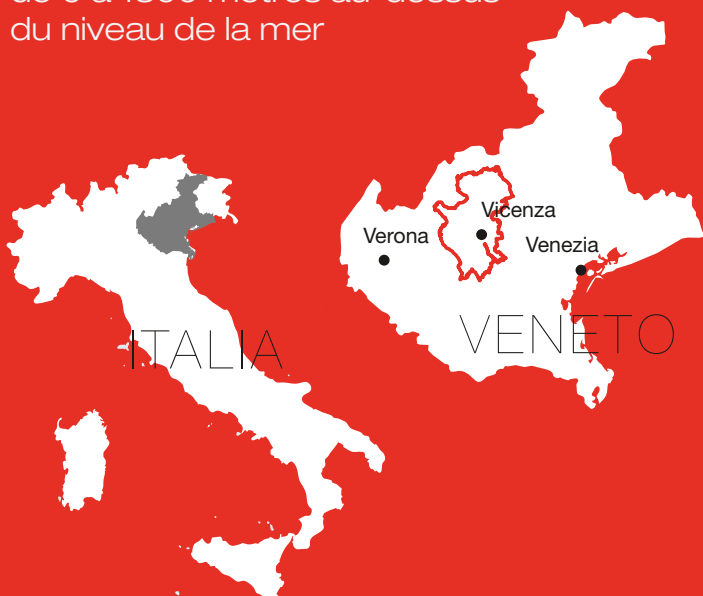 du niveau de la mer
Vicenza
Verona
Venezia
ITALIA
VENETO